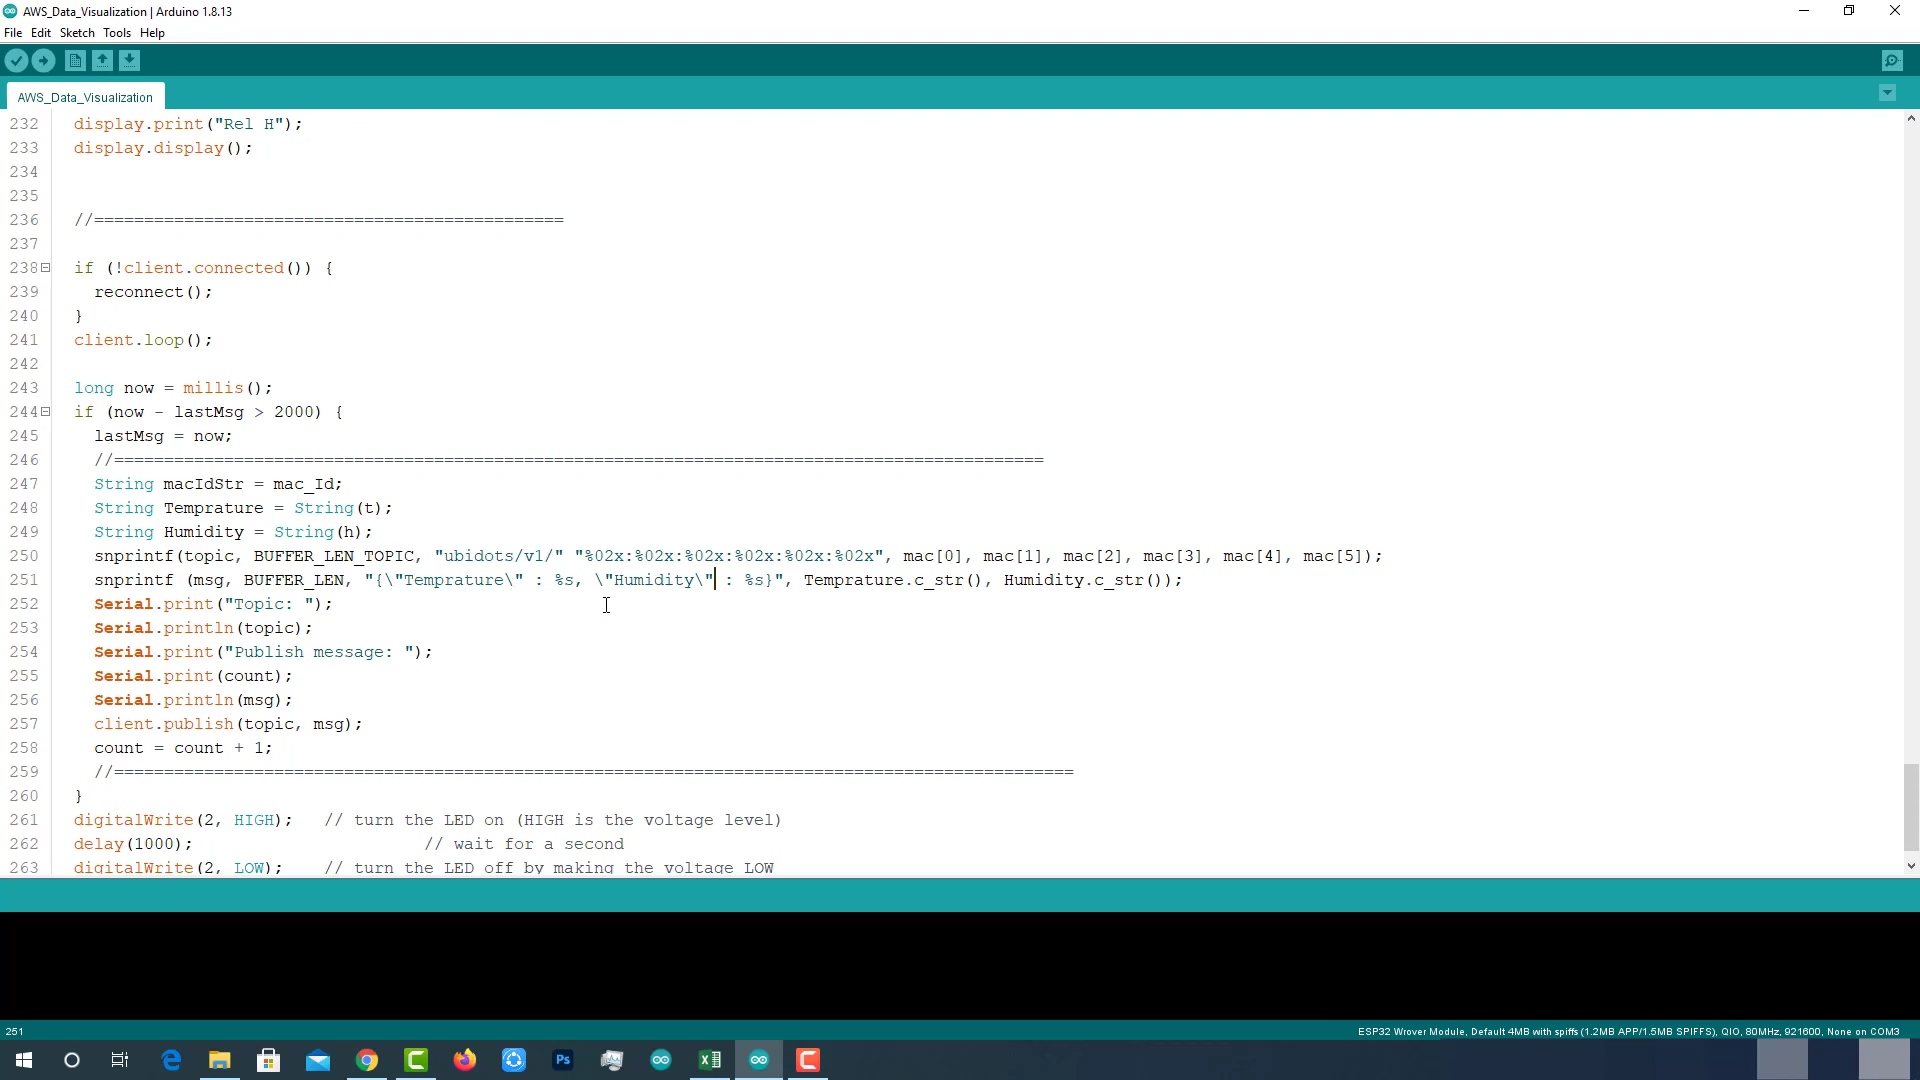 AWS_Data_Visualization | Arduino 1.8.13
File Edit Sketch Tools Help
AWS_Data_Visualization
232 display.print("Rel H");
233 display.display();
234
235
236 //===============================================
237
238 if (!client.connected()) {
239 reconnect();
240 }
241 client.loop();
242
243 long now = millis();
244 if (now - lastMsg > 2000) {
245 lastMsg = now;
246 //=============================================================================================
247 String macIdStr = mac_Id;
248 String Temprature = String(t);
249 String Humidity = String(h);
250 snprintf(topic, BUFFER_LEN_TOPIC, "ubidots/v1/" "%02x:%02x:%02x:%02x:%02x:%02x", mac[0], mac[1], mac[2], mac[3], mac[4], mac[5]);
251 snprintf (msg, BUFFER_LEN, "{\"Temprature\" : %s, \"Humidity\" : %s}", Temprature.c_str(), Humidity.c_str());
252 Serial.print("Topic: ");
253 Serial.println(topic);
254 Serial.print("Publish message: ");
255 Serial.print(count);
256 Serial.println(msg);
257 client.publish(topic, msg);
258 count = count + 1;
259 //================================================================================================
260 }
261 digitalWrite(2, HIGH); // turn the LED on (HIGH is the voltage level)
262 delay(1000); // wait for a second
263 digitalWrite(2, LOW); // turn the LED off by making the voltage LOW
251 ESP32 Wrover Module, Default 4MB with spiffs (1.2MB APP/1.5MB SPIFFS), QIO, 80MHz, 921600, None on COM3
Ps